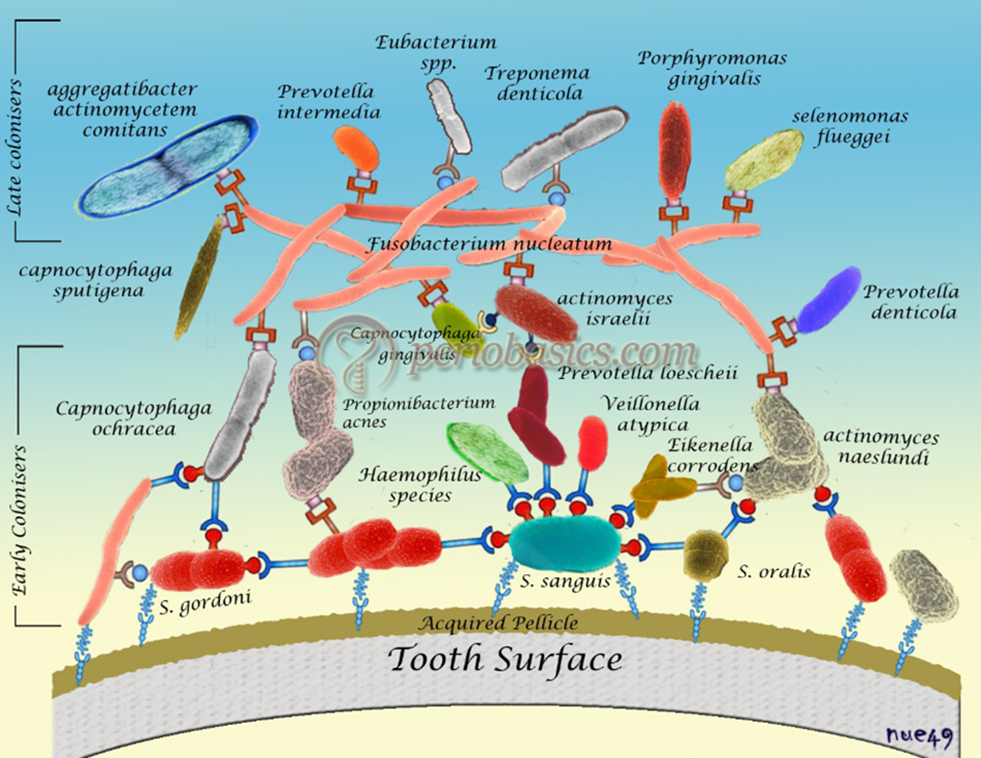 Late colonisers
Early Colonisers
Eubacterium
spp.
aggregatibacter
actinomycetem
comitans
Prevotella
intermedia
Treponema
denticola
Porphyromonas
gingivalis
selenomonas
flueggei
Fusobacterium nucleatum
capnocytophaga
sputigena
Capnocytophaga
gingivalis
actinomyces
israelii
Prevotella
denticola
periobasics.com
Prevotella loescheii
Capnocytophaga
ochracea
Propionibacterium
acnes
Veillonella
atypica
Haemophilus
species
Eikenella
corrodens
actinomyces
naeslundi
S. gordoni
S. sanguis
S. oralis
Acquired Pellicle
Tooth Surface
nue49